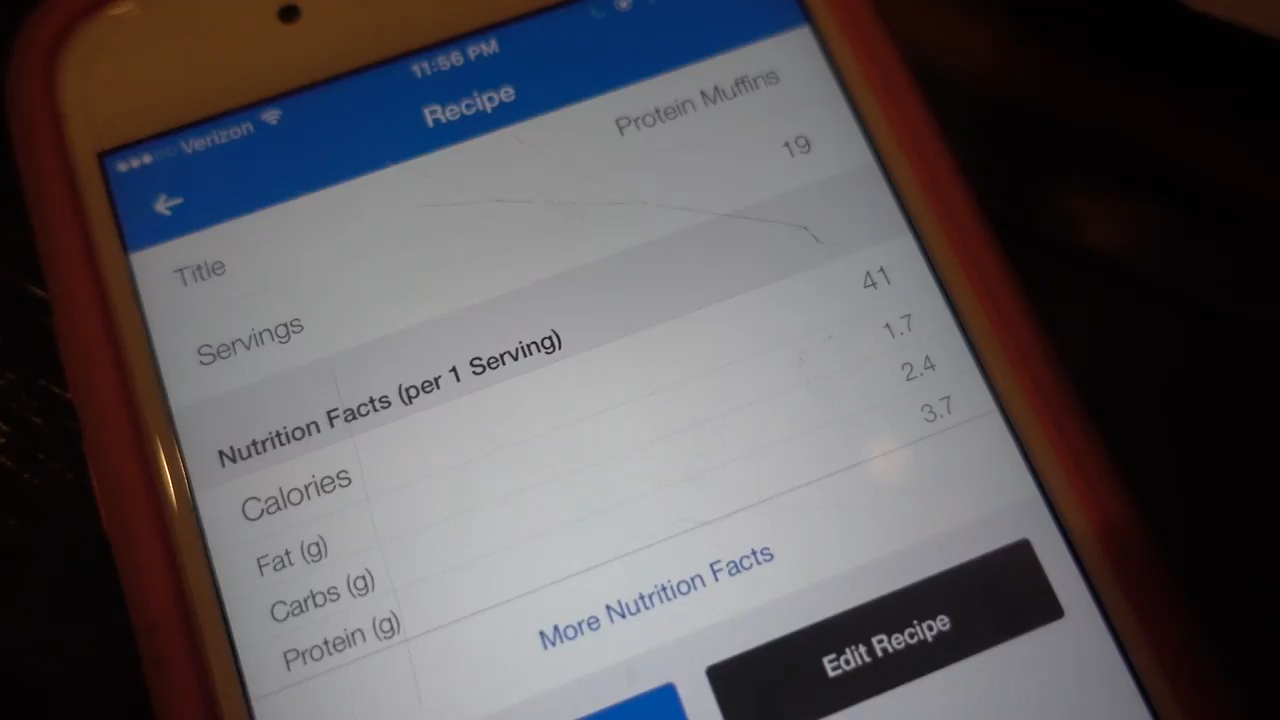 Verizon 11:56 PM
Recipe
Title Protein Muffins
Servings 19
Nutrition Facts (per 1 Serving)
Calories 41
Fat (g) 1.7
Carbs (g) 2.4
Protein (g) 3.7
More Nutrition Facts
Edit Recipe